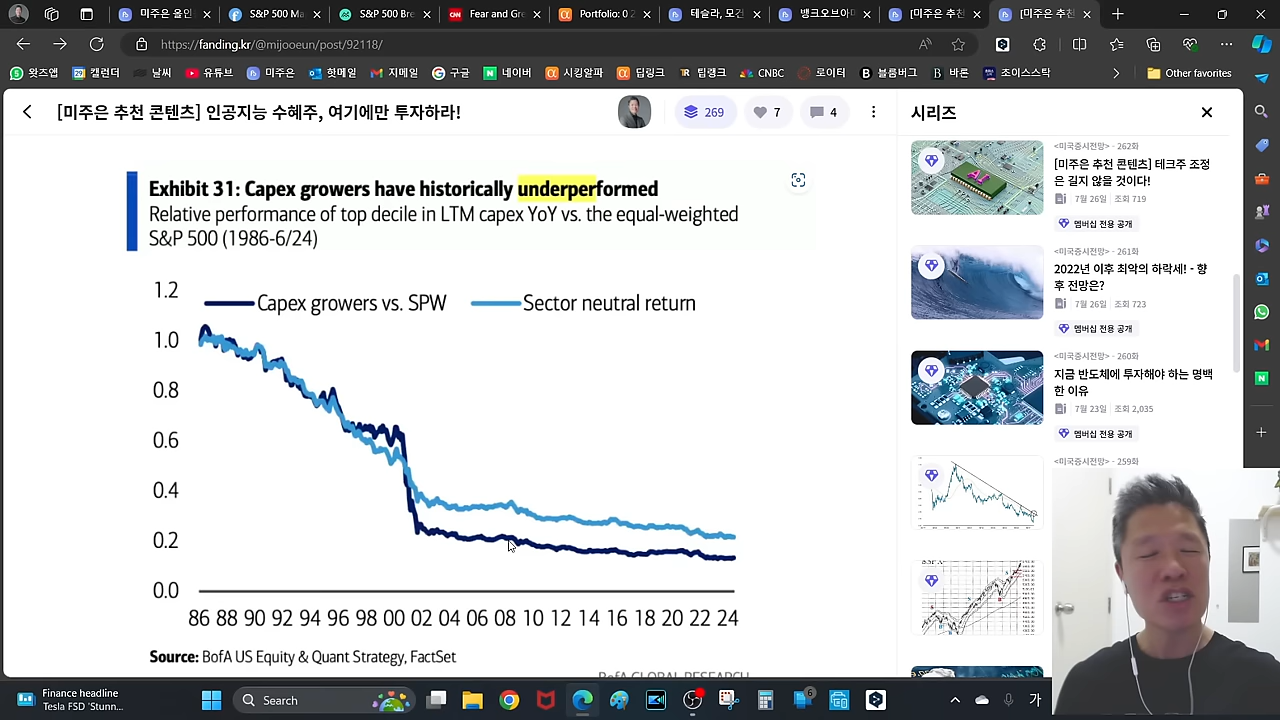 [미주은 올인
S&P 500 Ma
S&P 500 Bre
CNN
Fear and Gre
Portfolio: 0 2
테슬라, 모건
뱅크오브아마
[미주은 추천
[미주은 추천
https://fanding.kr/@mijooeun/post/92118/
왓츠앱
캘린더
날씨
유튜브
미주은
핫메일
지메일
구글
네이버
시킹알파
딥링크
팁랭크
CNBC
로이터
블룸버그
바론
조이스스틱
Other favorites
[미주은 추천 콘텐츠] 인공지능 수혜주, 여기에만 투자하라!
269
7
4
시리즈
Exhibit 31: Capex growers have historically underperformed
Relative performance of top decile in LTM capex YoY vs. the equal-weighted
S&P 500 (1986-6/24)
Capex growers vs. SPW
Sector neutral return
1.2
1.0
0.8
0.6
0.4
0.2
0.0
86 88 90 92 94 96 98 00 02 04 06 08 10 12 14 16 18 20 22 24
Source: BofA US Equity & Quant Strategy, FactSet
BofA GLOBAL RESEARCH
<미국증시전망> · 262화
[미주은 추천 콘텐츠] 테크주 조정
은 길지 않을 것이다!
7월 26일 조회 719
멤버십 전용 공개
<미국증시전망> · 261화
2022년 이후 최악의 하락세! - 향
후 전망은?
7월 26일 조회 723
멤버십 전용 공개
<미국증시전망> · 260화
지금 반도체에 투자해야 하는 명백
한 이유
7월 23일 조회 2,035
멤버십 전용 공개
<미국증시전망> · 259화
AI
Finance headline
Tesla FSD 'Stunn...
Search
6
가